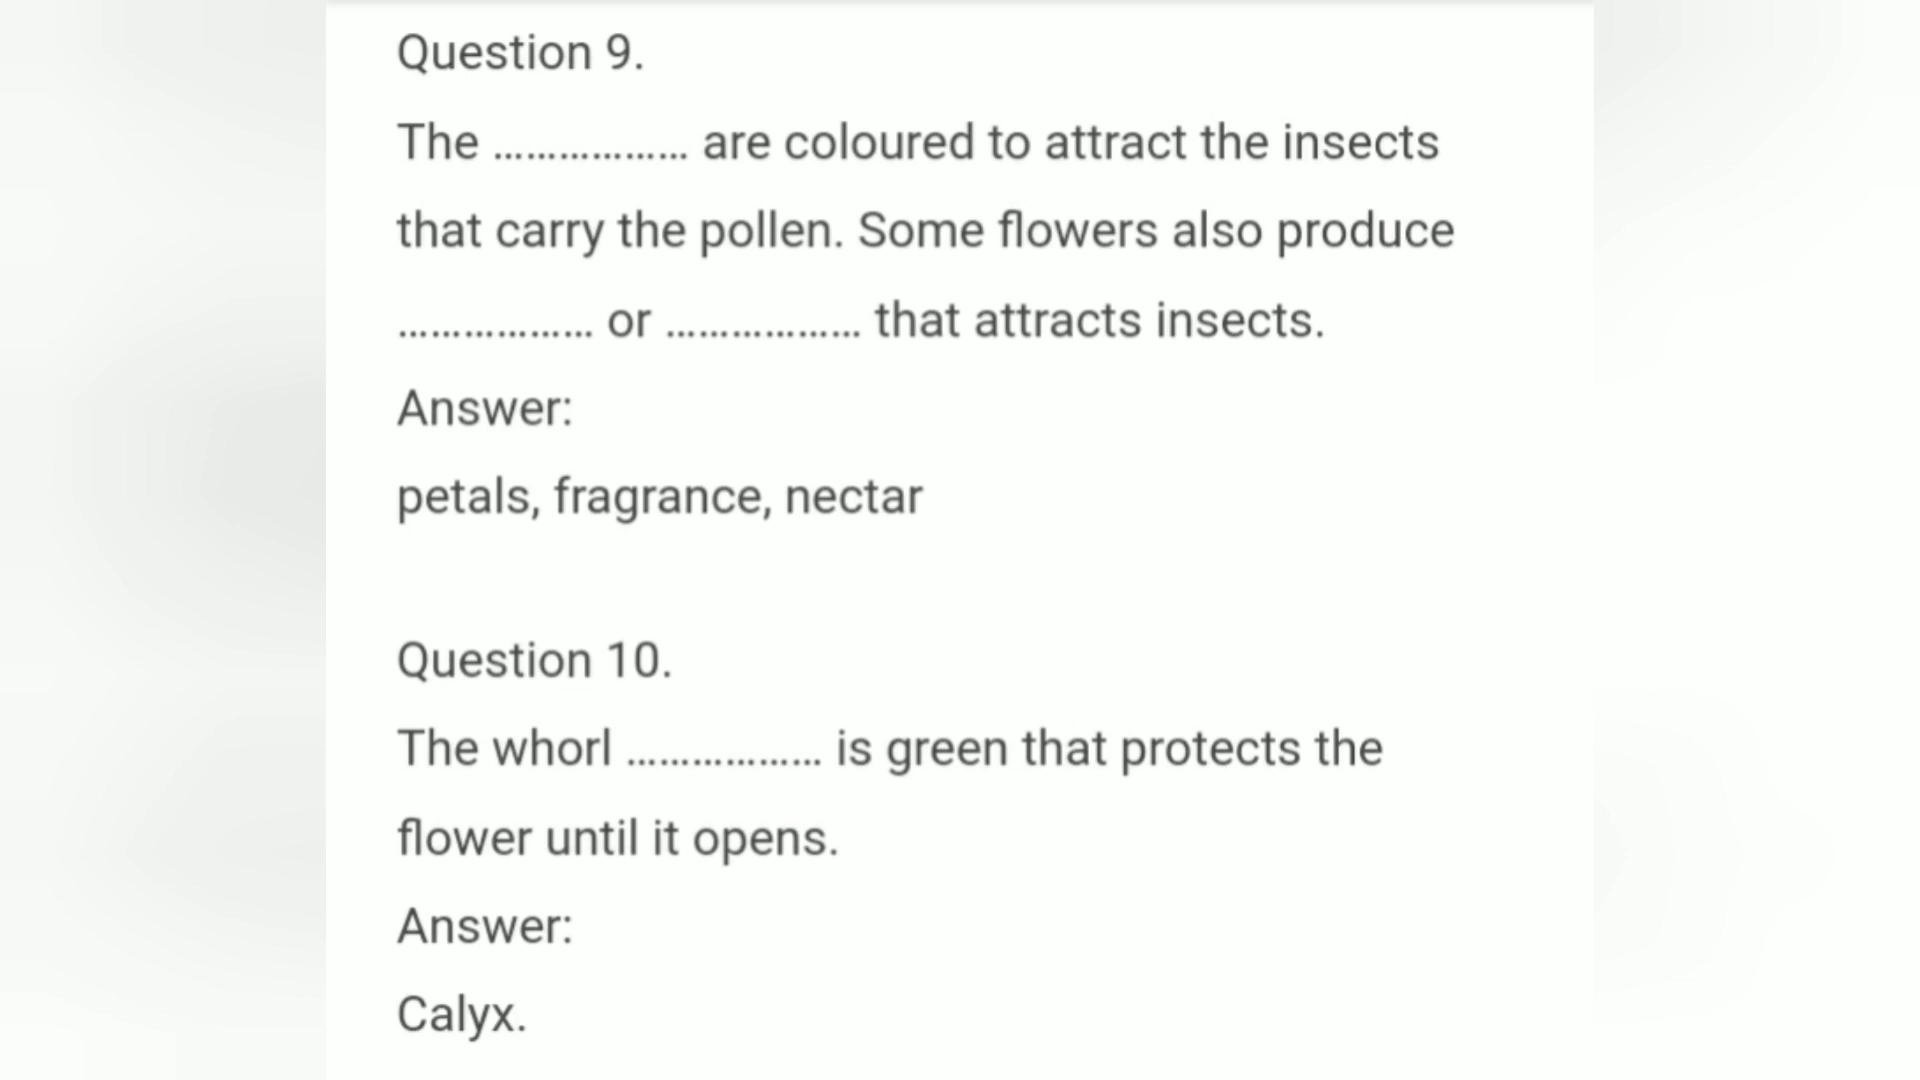 Question 9.
The ……………… are coloured to attract the insects
that carry the pollen. Some flowers also produce
……………… or ……………… that attracts insects.
Answer:
petals, fragrance, nectar
Question 10.
The whorl ……………… is green that protects the
flower until it opens.
Answer:
Calyx.